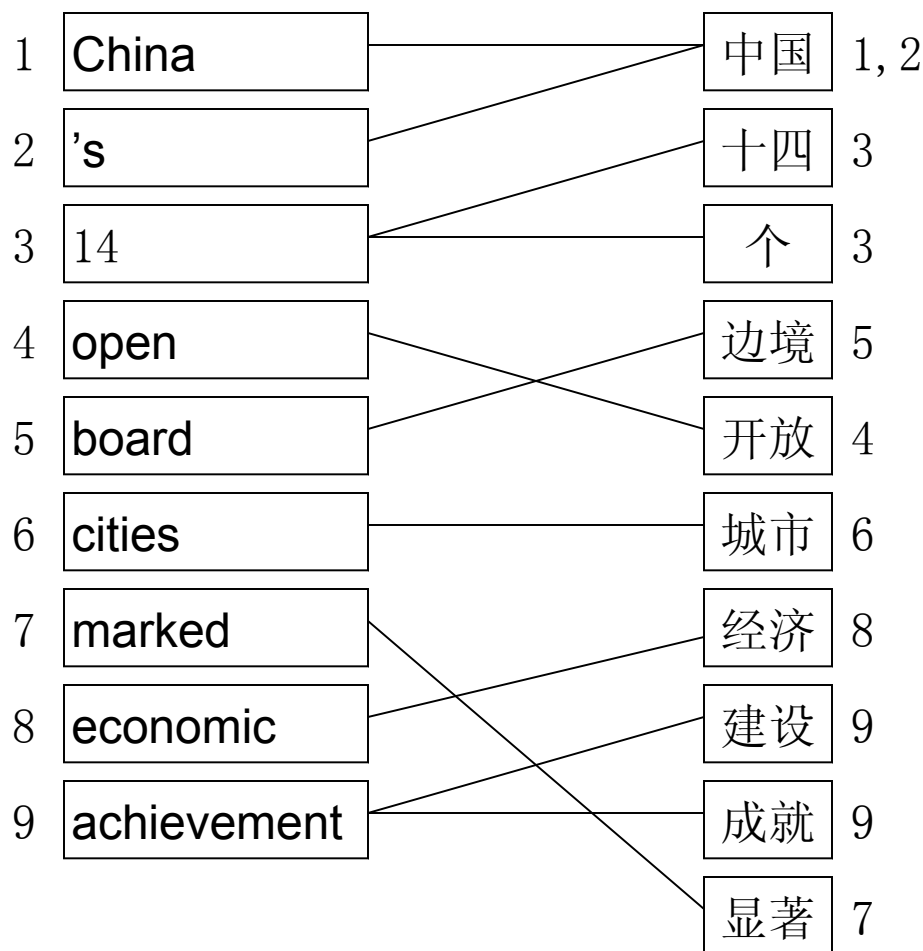 1 China 中国 1, 2
2 ’s 十四 3
3 14 个 3
4 open 边境 5
5 board 开放 4
6 cities 城市 6
7 marked 经济 8
8 economic 建设 9
9 achievement 成就 9
显著 7